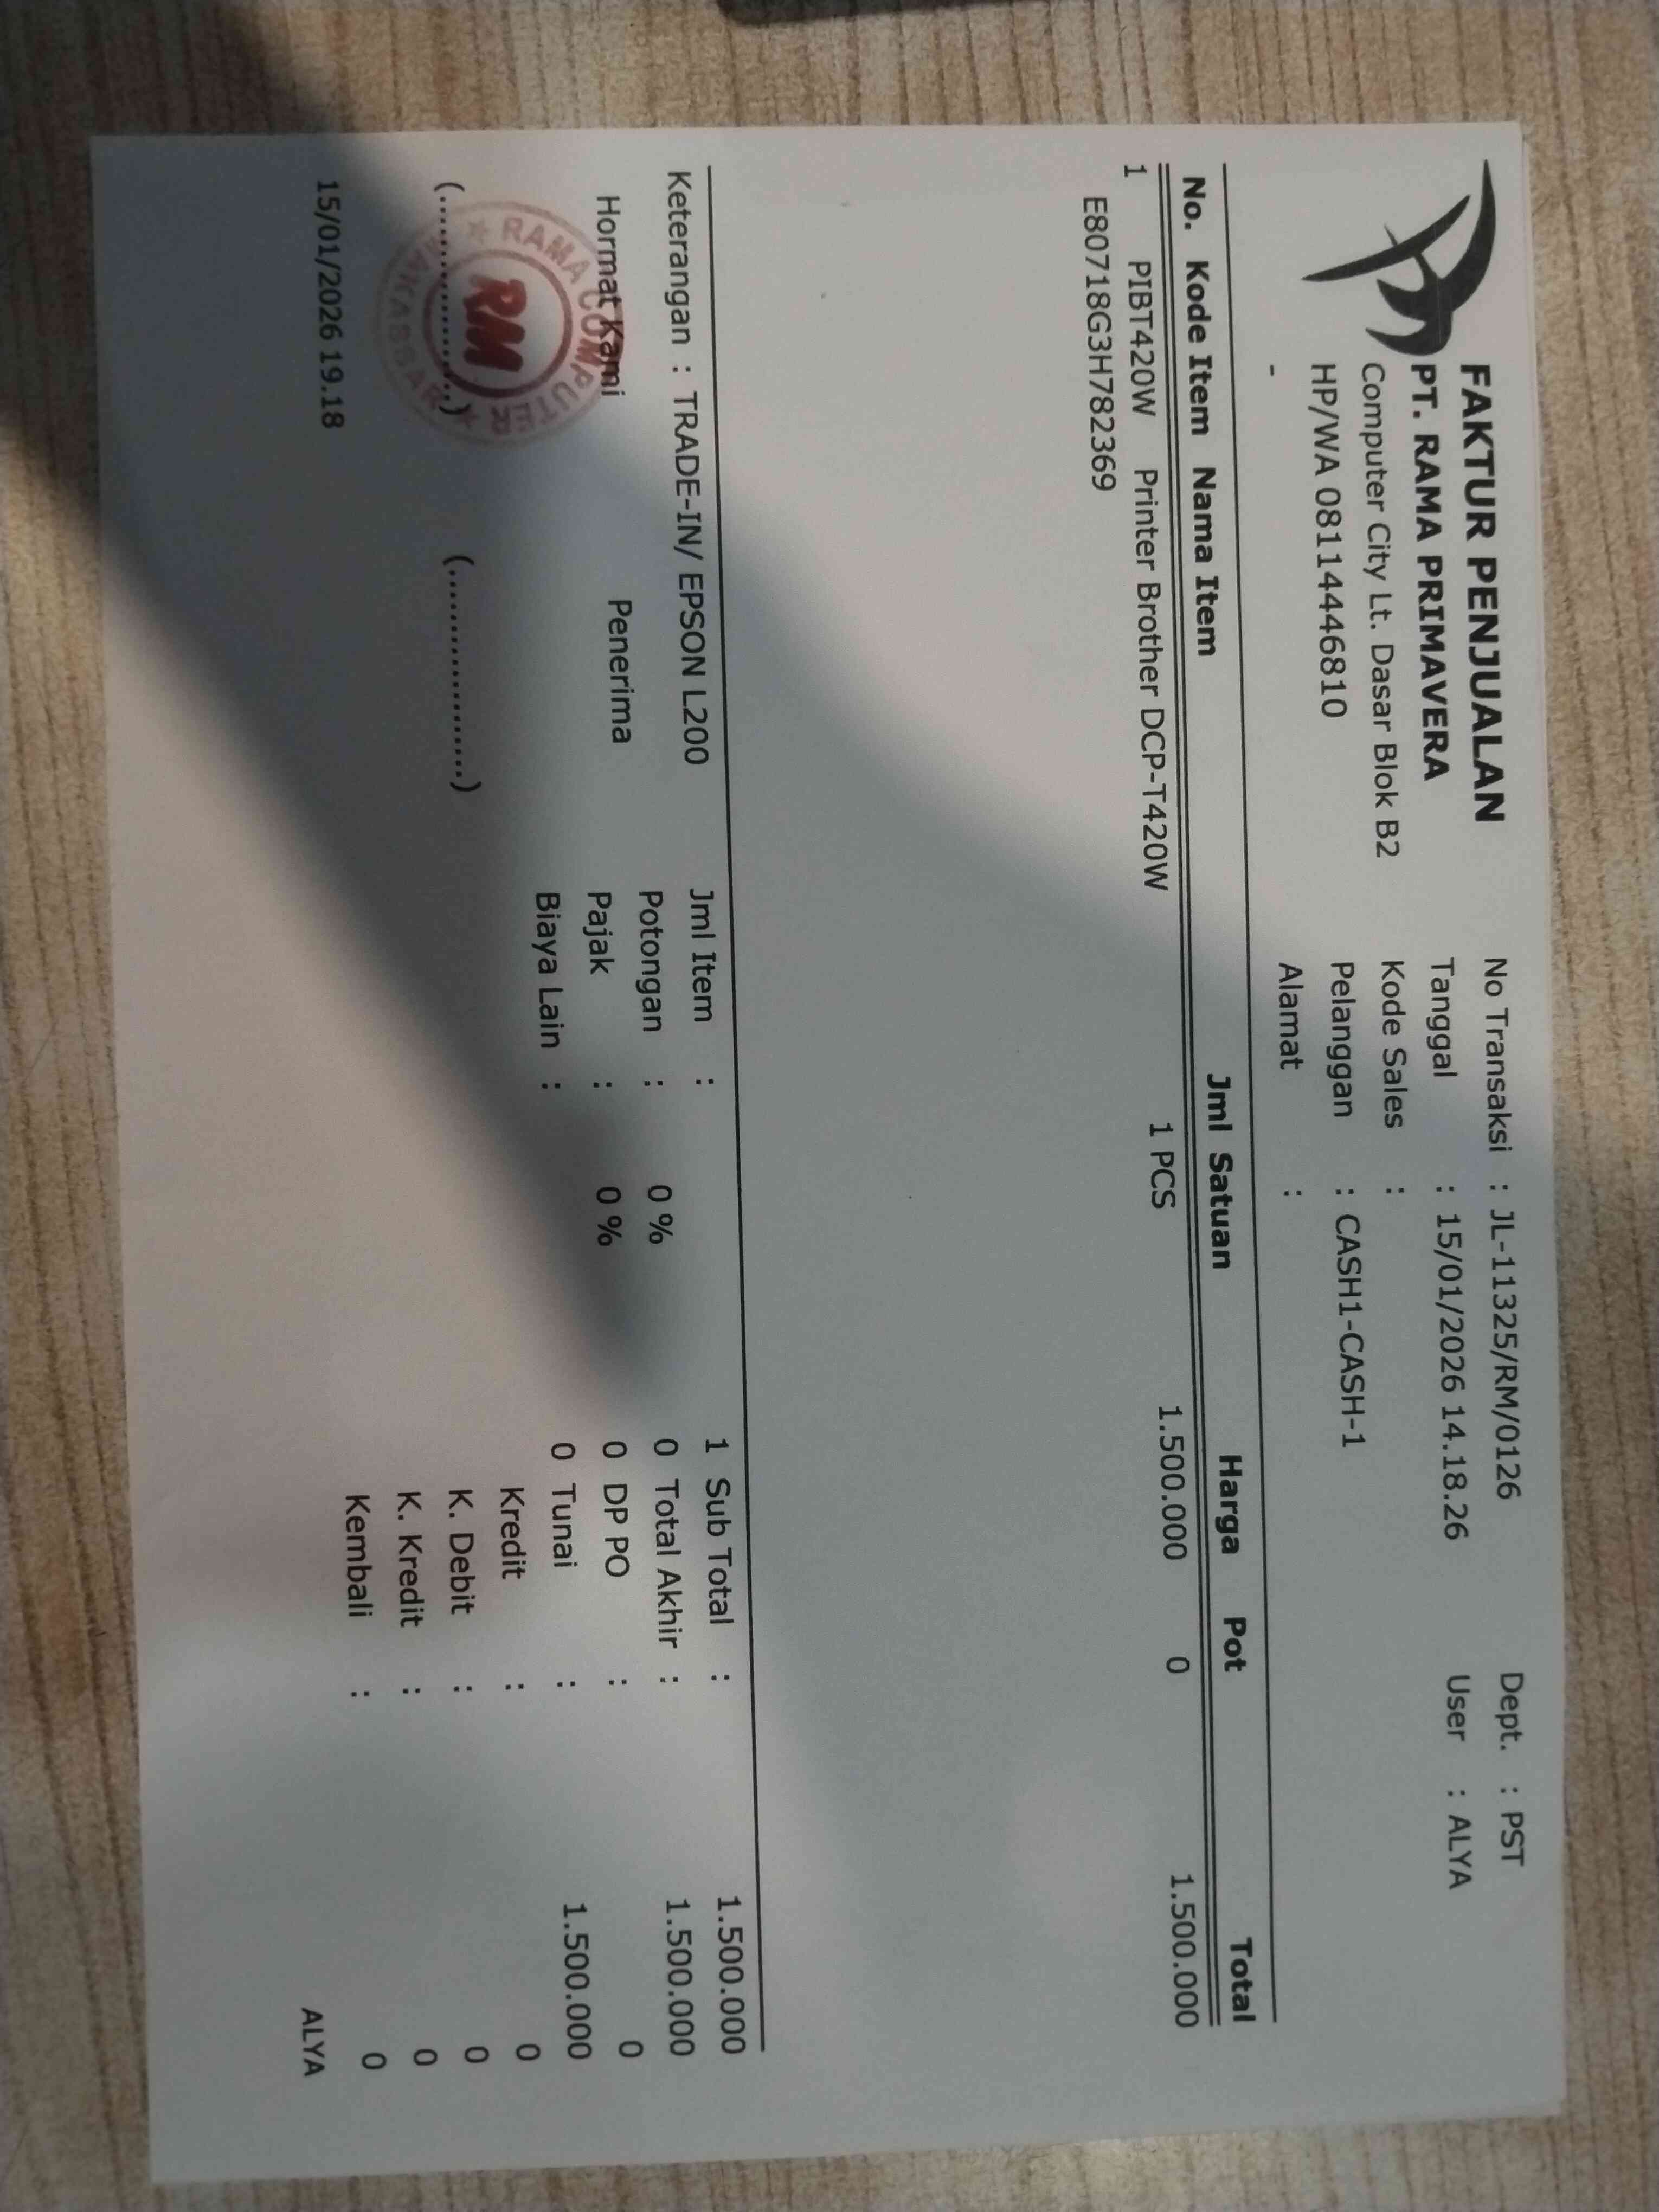 FAKTUR PENJUALAN
PT. RAMA PRIMAVERA
Computer City Lt. Dasar Blok B2
HP/WA 08114446810
-
No Transaksi : JL-11325/RM/0126
Tanggal : 15/01/2026 14.18.26
Kode Sales :
Pelanggan : CASH1-CASH-1
Alamat :
Dept. : PST
User : ALYA
No. Kode Item Nama Item Jml Satuan Harga Pot Total
1 PIBT420W Printer Brother DCP-T420W 1 PCS 1.500.000 0 1.500.000
E80718G3H782369
Keterangan : TRADE-IN/ EPSON L200
Hormat Kami Penerima
(................) (................)
RAMA COMPUTER
RM
MAKASSAR
Jml Item : 1
Potongan : 0 % 0
Pajak : 0 % 0
Biaya Lain : 0
Sub Total : 1.500.000
Total Akhir : 1.500.000
DP PO : 0
Tunai : 1.500.000
Kredit : 0
K. Debit : 0
K. Kredit : 0
Kembali : 0
15/01/2026 19.18
ALYA